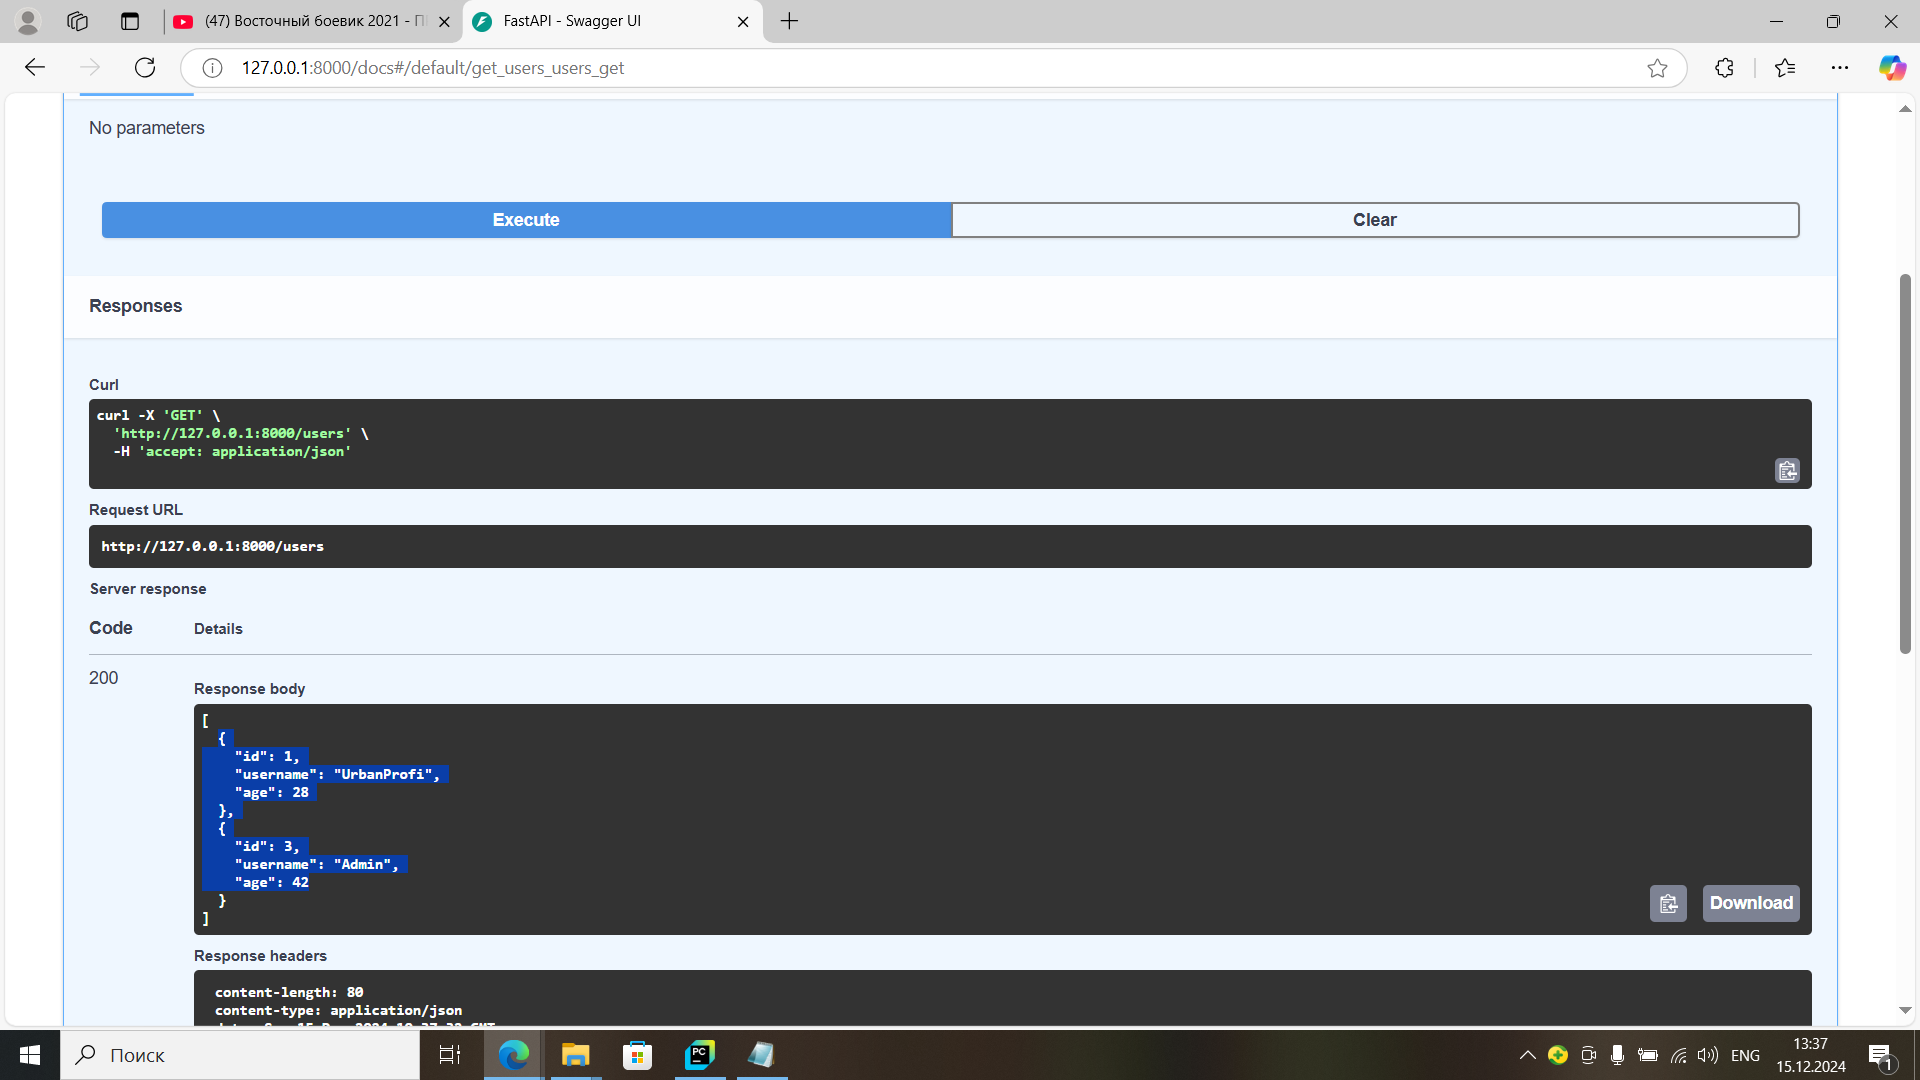 (47) Восточный боевик 2021 - П
FastAPI - Swagger UI
127.0.0.1:8000/docs#/default/get_users_users_get
No parameters
Execute
Clear
Responses
Curl
curl -X 'GET' \
'http://127.0.0.1:8000/users' \
-H 'accept: application/json'
Request URL
http://127.0.0.1:8000/users
Server response
Code
Details
200
Response body
[
{
"id": 1,
"username": "UrbanProfi",
"age": 28
},
{
"id": 3,
"username": "Admin",
"age": 42
}
]
Download
Response headers
content-length: 80
content-type: application/json
Поиск
PC
ENG
13:37
15.12.2024
1